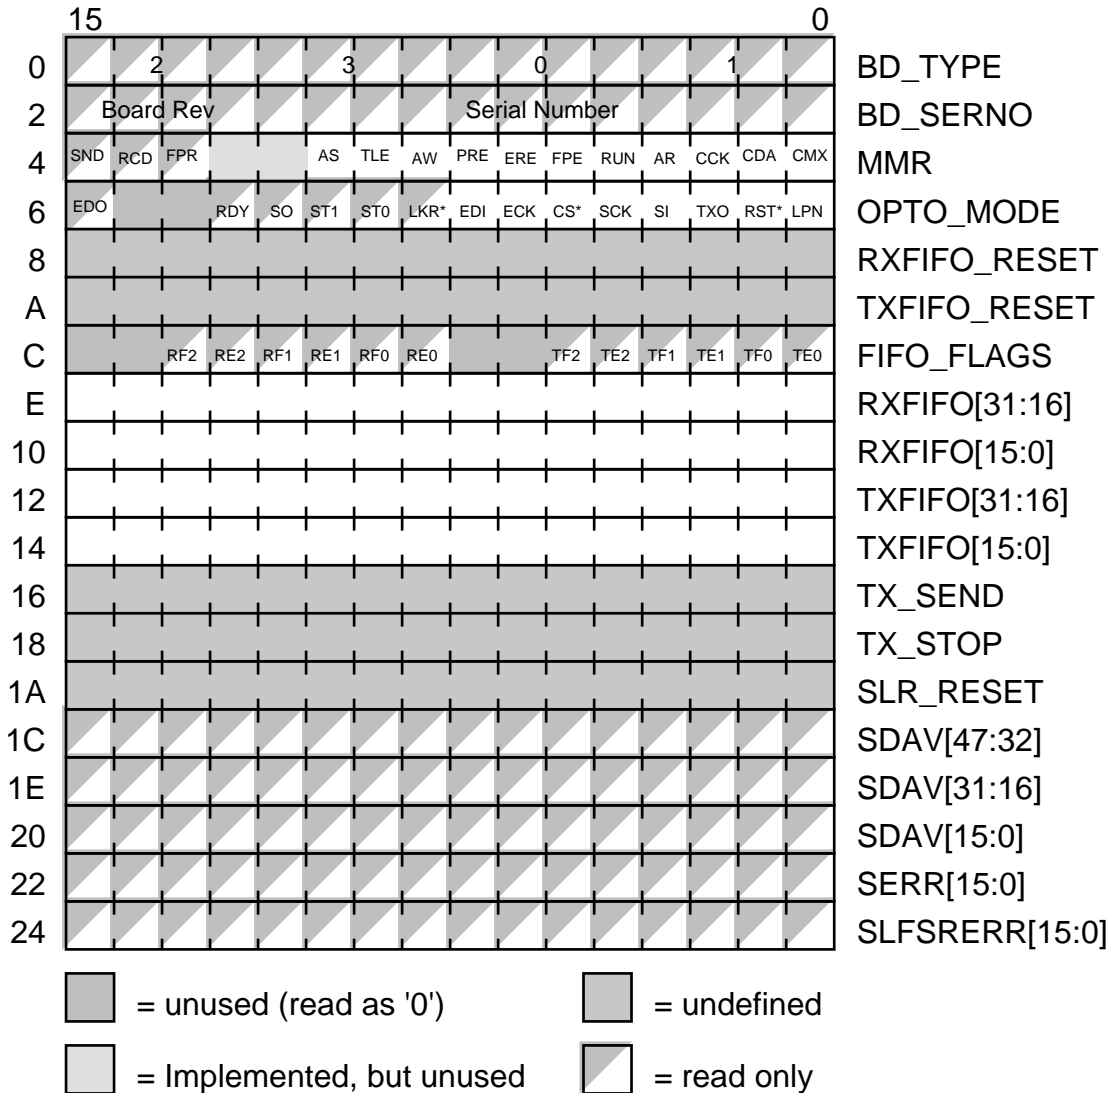 15 0
0 2 3 0 1 BD_TYPE
2 Board Rev Serial Number BD_SERNO
4 SND RCD FPR AS TLE AW PRE ERE FPE RUN AR CCK CDA CMX MMR
6 EDO RDY SO ST1 ST0 LKR* EDI ECK CS* SCK SI TXO RST* LPN OPTO_MODE
8 RXFIFO_RESET
A TXFIFO_RESET
C RF2 RE2 RF1 RE1 RF0 RE0 TF2 TE2 TF1 TE1 TF0 TE0 FIFO_FLAGS
E RXFIFO[31:16]
10 RXFIFO[15:0]
12 TXFIFO[31:16]
14 TXFIFO[15:0]
16 TX_SEND
18 TX_STOP
1A SLR_RESET
1C SDAV[47:32]
1E SDAV[31:16]
20 SDAV[15:0]
22 SERR[15:0]
24 SLFSRERR[15:0]
= unused (read as '0') = undefined
= Implemented, but unused = read only